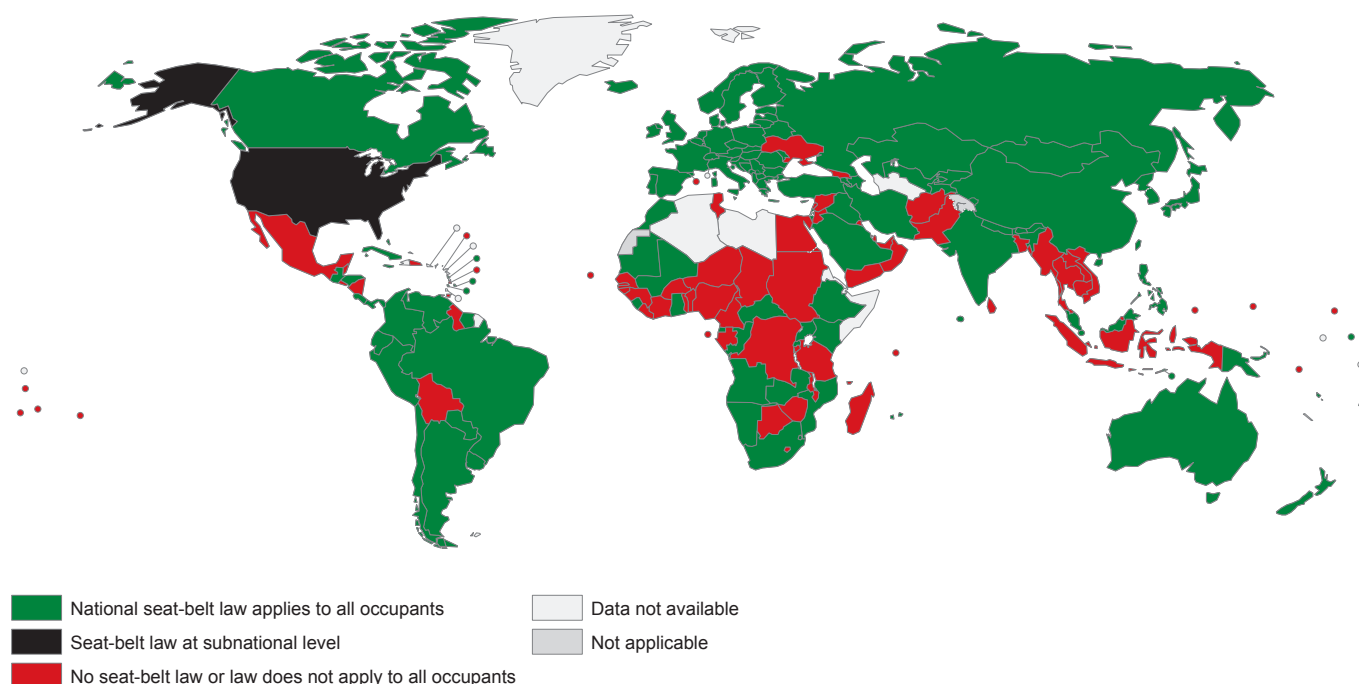 National seat-belt law applies to all occupants
Seat-belt law at subnational level
No seat-belt law or law does not apply to all occupants
Data not available
Not applicable